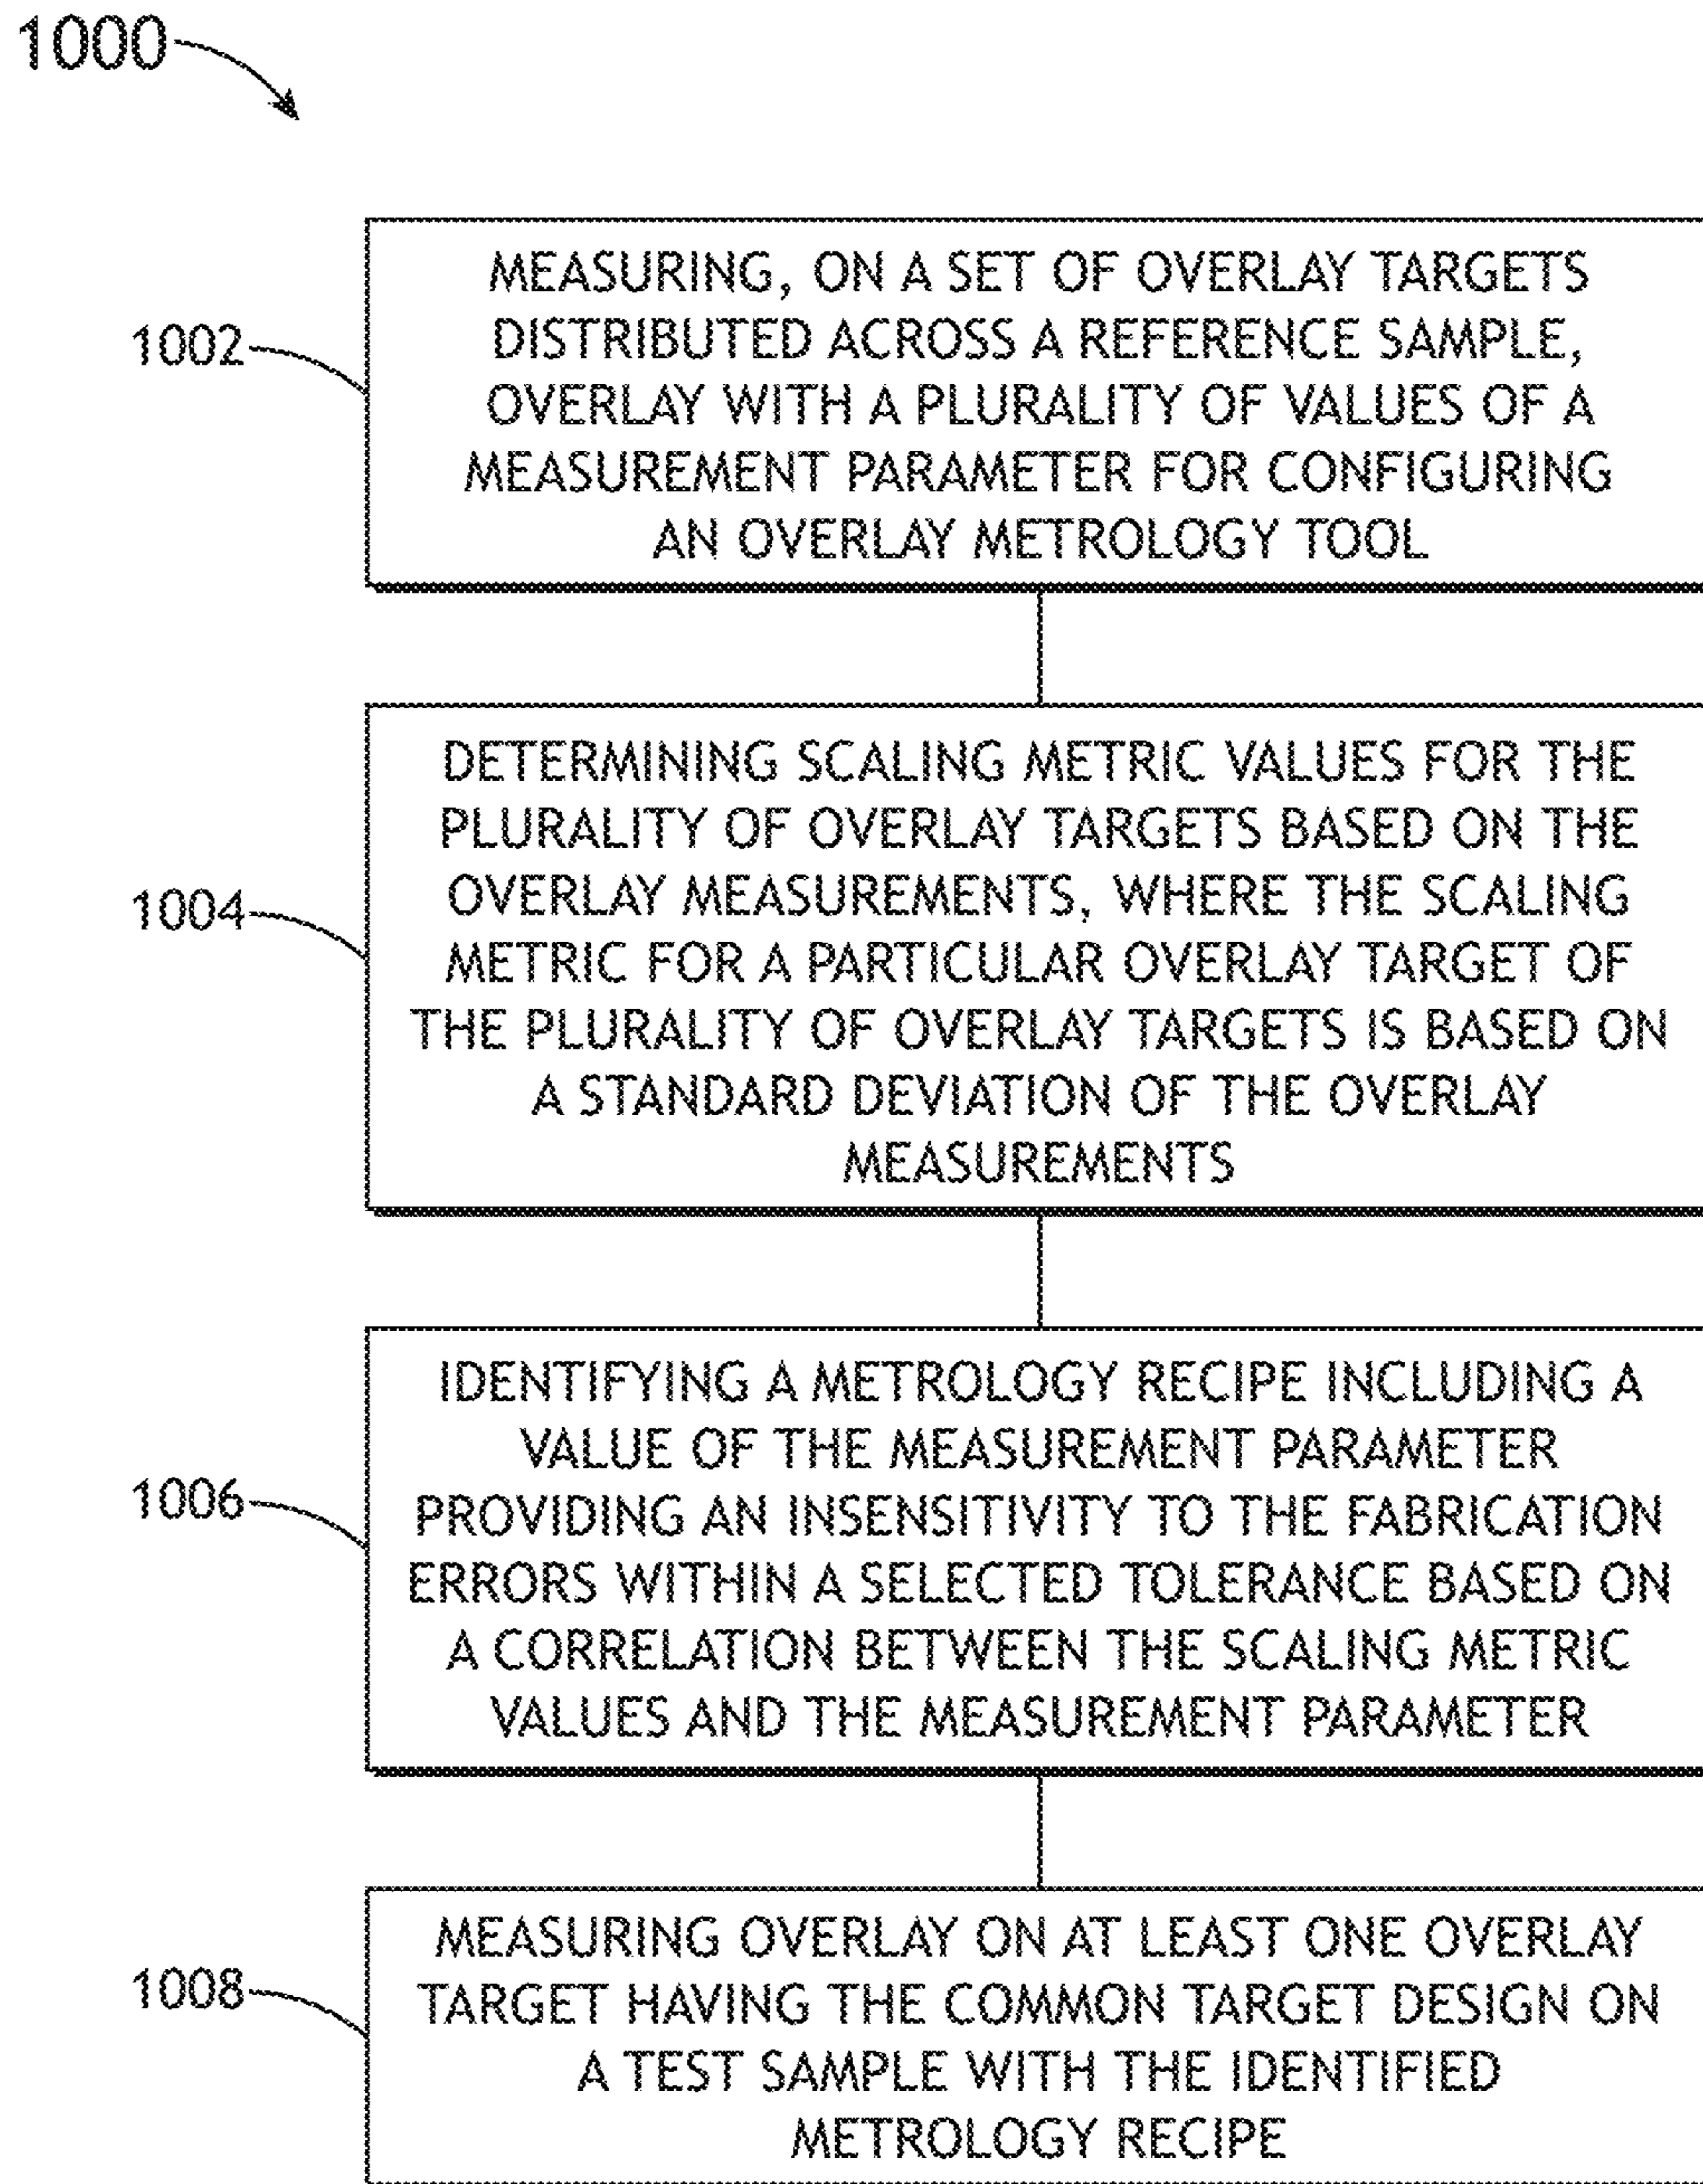 1000
1002
MEASURING, ON A SET OF OVERLAY TARGETS
DISTRIBUTED ACROSS A REFERENCE SAMPLE,
OVERLAY WITH A PLURALITY OF VALUES OF A
MEASUREMENT PARAMETER FOR CONFIGURING
AN OVERLAY METROLOGY TOOL
1004
DETERMINING SCALING METRIC VALUES FOR THE
PLURALITY OF OVERLAY TARGETS BASED ON THE
OVERLAY MEASUREMENTS, WHERE THE SCALING
METRIC FOR A PARTICULAR OVERLAY TARGET OF
THE PLURALITY OF OVERLAY TARGETS IS BASED ON
A STANDARD DEVIATION OF THE OVERLAY
MEASUREMENTS
1006
IDENTIFYING A METROLOGY RECIPE INCLUDING A
VALUE OF THE MEASUREMENT PARAMETER
PROVIDING AN INSENSITIVITY TO THE FABRICATION
ERRORS WITHIN A SELECTED TOLERANCE BASED ON
A CORRELATION BETWEEN THE SCALING METRIC
VALUES AND THE MEASUREMENT PARAMETER
1008
MEASURING OVERLAY ON AT LEAST ONE OVERLAY
TARGET HAVING THE COMMON TARGET DESIGN ON
A TEST SAMPLE WITH THE IDENTIFIED
METROLOGY RECIPE